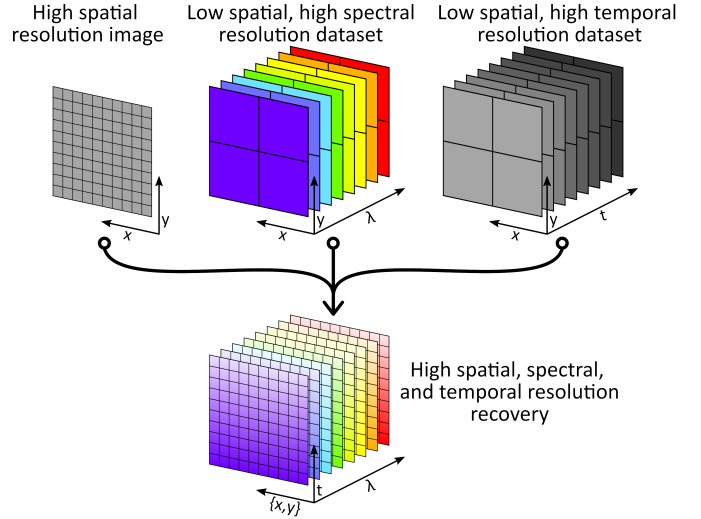 High spatial
resolution image
Low spatial, high spectral
resolution dataset
Low spatial, high temporal
resolution dataset
x
y
x
y
λ
x
y
t
High spatial, spectral,
and temporal resolution
recovery
{x,y}
t
λ